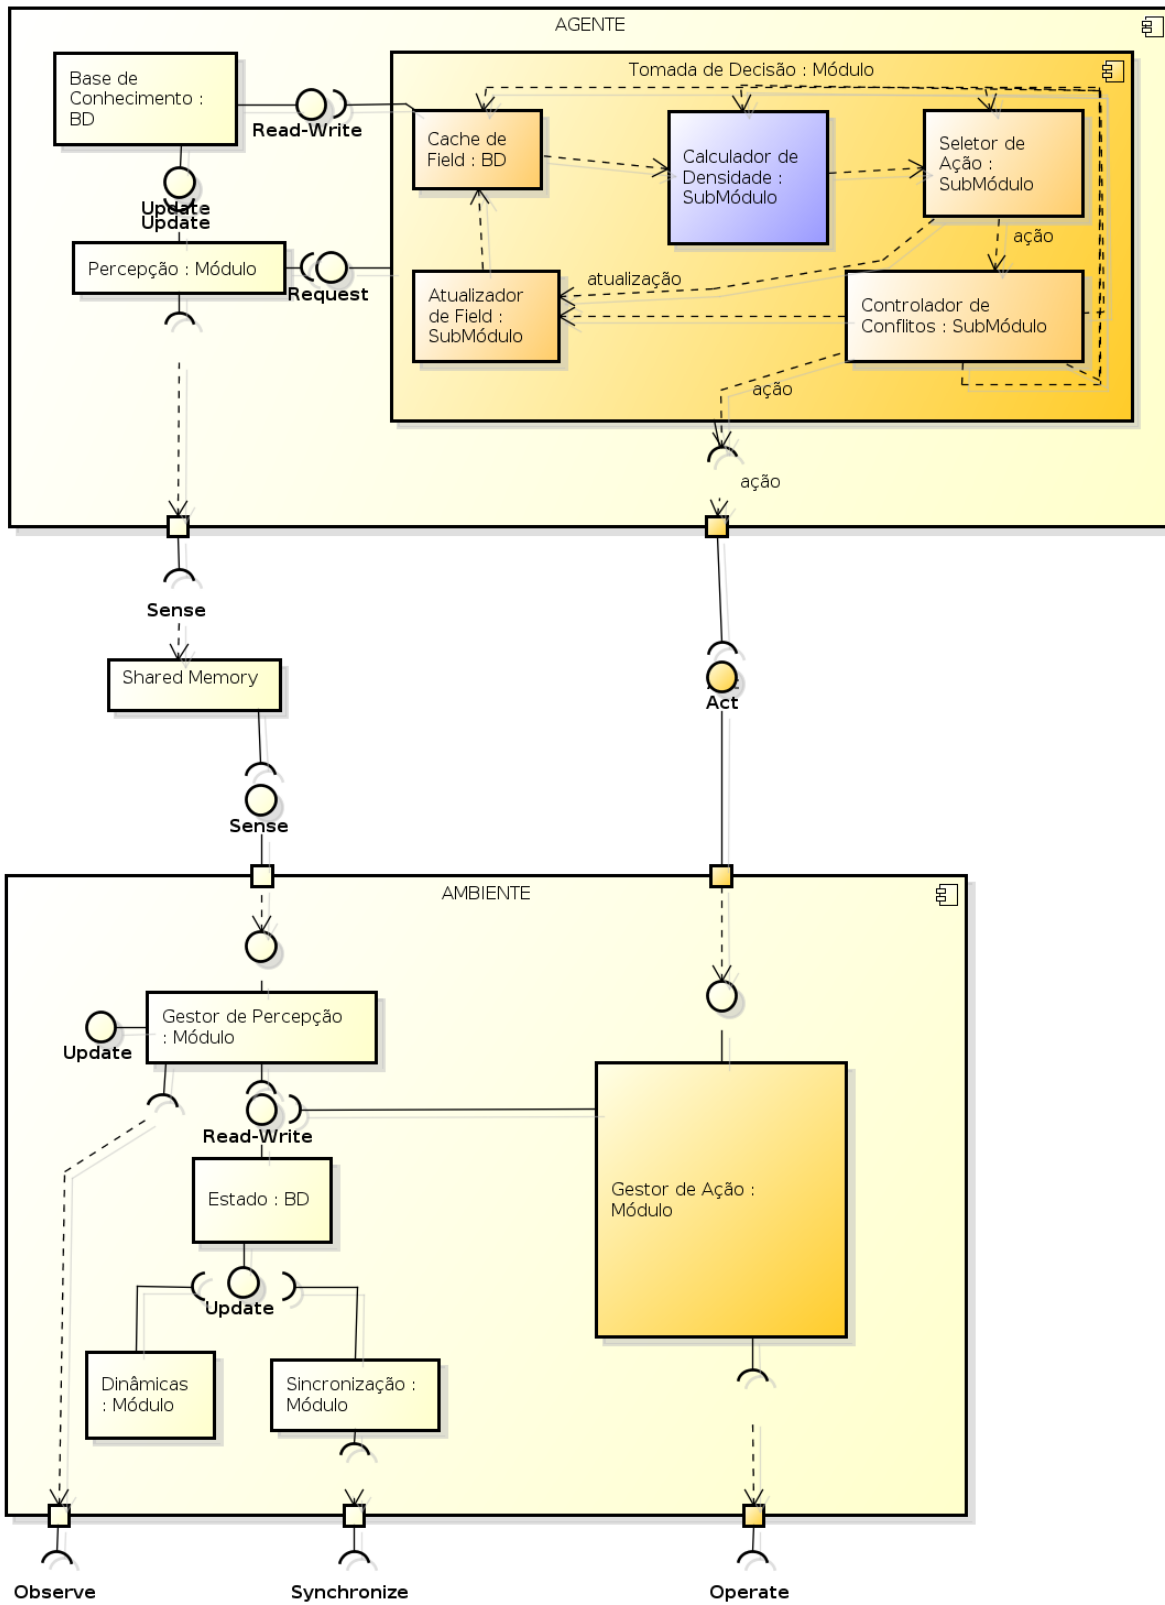 AGENTE
Base de
Conhecimento :
BD
Read-Write
Update
Update
Percepção : Módulo
Request
Tomada de Decisão : Módulo
Cache de
Field : BD
Calculador de
Densidade :
SubMódulo
Seletor de
Ação :
SubMódulo
ação
atualização
Atualizador
de Field :
SubMódulo
Controlador de
Conflitos : SubMódulo
ação
ação
Sense
Shared Memory
Act
Sense
AMBIENTE
Gestor de Percepção
: Módulo
Update
Read-Write
Estado : BD
Gestor de Ação :
Módulo
Update
Dinâmicas
: Módulo
Sincronização :
Módulo
Observe
Synchronize
Operate